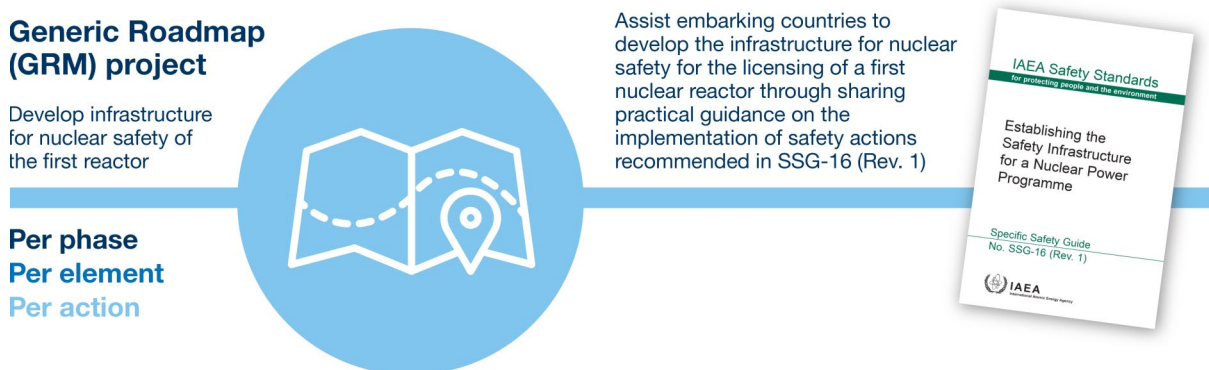 Generic Roadmap
(GRM) project
Develop infrastructure
for nuclear safety of
the first reactor
Per phase
Per element
Per action
Assist embarking countries to
develop the infrastructure for nuclear
safety for the licensing of a first
nuclear reactor through sharing
practical guidance on the
implementation of safety actions
recommended in SSG-16 (Rev. 1)
IAEA Safety Standards
for protecting people and the environment
Establishing the
Safety Infrastructure
for a Nuclear Power
Programme
Specific Safety Guide
No. SSG-16 (Rev. 1)
IAEA
International Atomic Energy Agency